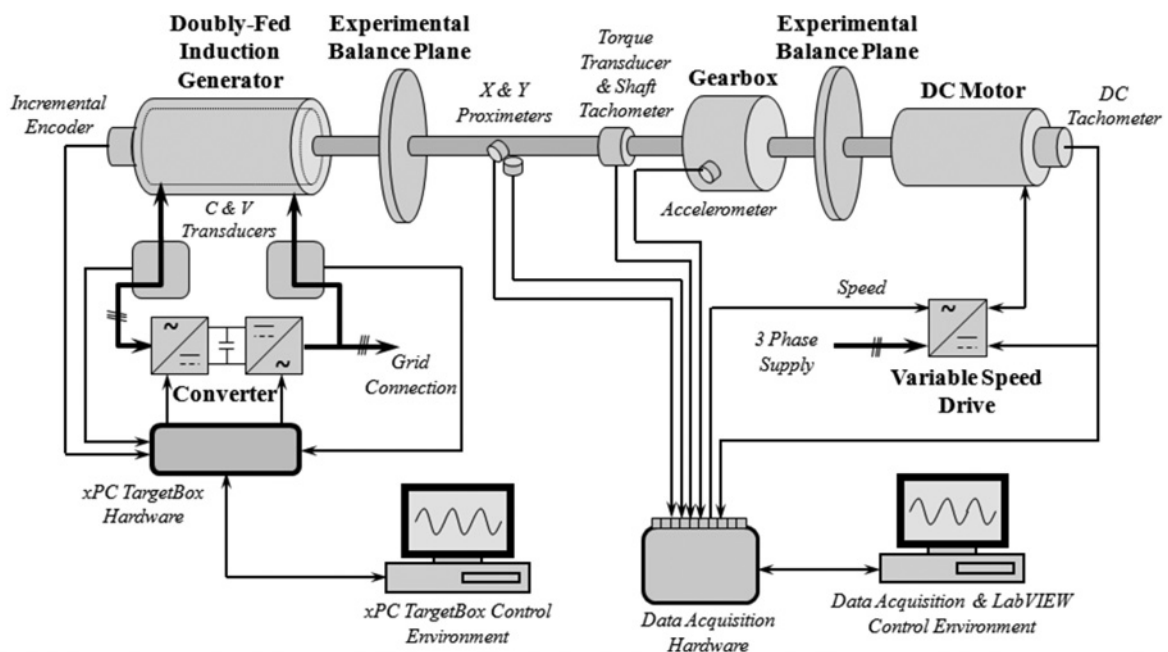 Doubly-Fed
Induction
Generator
Experimental
Balance Plane
Torque
Transducer
& Shaft
Tachometer
Experimental
Balance Plane
Incremental
Encoder
X & Y
Proximeters
Gearbox
DC Motor
DC
Tachometer
C & V
Transducers
Accelerometer
Speed
~
~
~
3 Phase
Supply
Grid
Connection
Converter
Variable Speed
Drive
xPC TargetBox
Hardware
xPC TargetBox Control
Environment
Data Acquisition
Hardware
Data Acquisition & LabVIEW
Control Environment